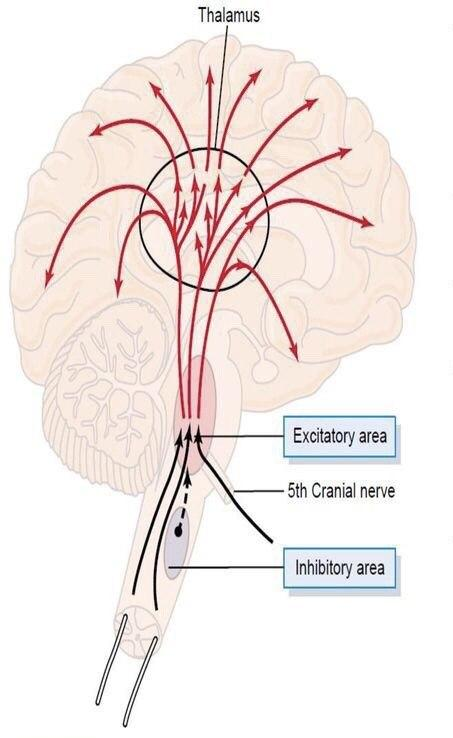 Thalamus
Excitatory area
5th Cranial nerve
Inhibitory area